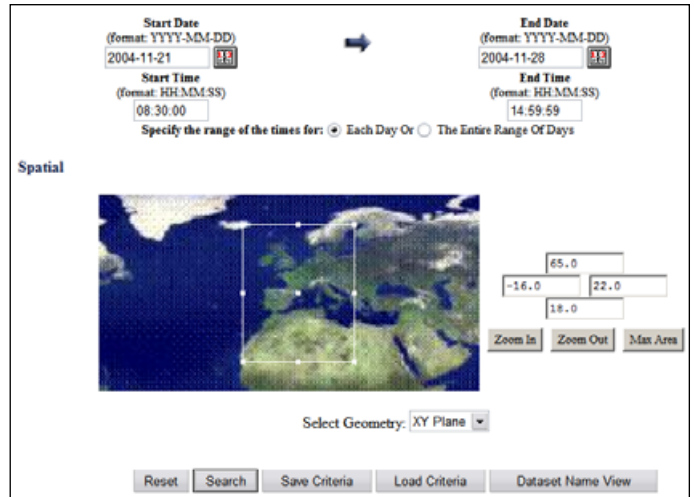 Start Date
(format: YYYY-MM-DD)
2004-11-21
Start Time
(format: HH:MM:SS)
08:30:00
End Date
(format: YYYY-MM-DD)
2004-11-28
End Time
(format: HH:MM:SS)
14:59:59
Specify the range of the times for: Each Day Or The Entire Range Of Days
Spatial
65.0
-16.0 22.0
18.0
Zoom In Zoom Out Max Area
Select Geometry: XY Plane
Reset Search Save Criteria Load Criteria Dataset Name View